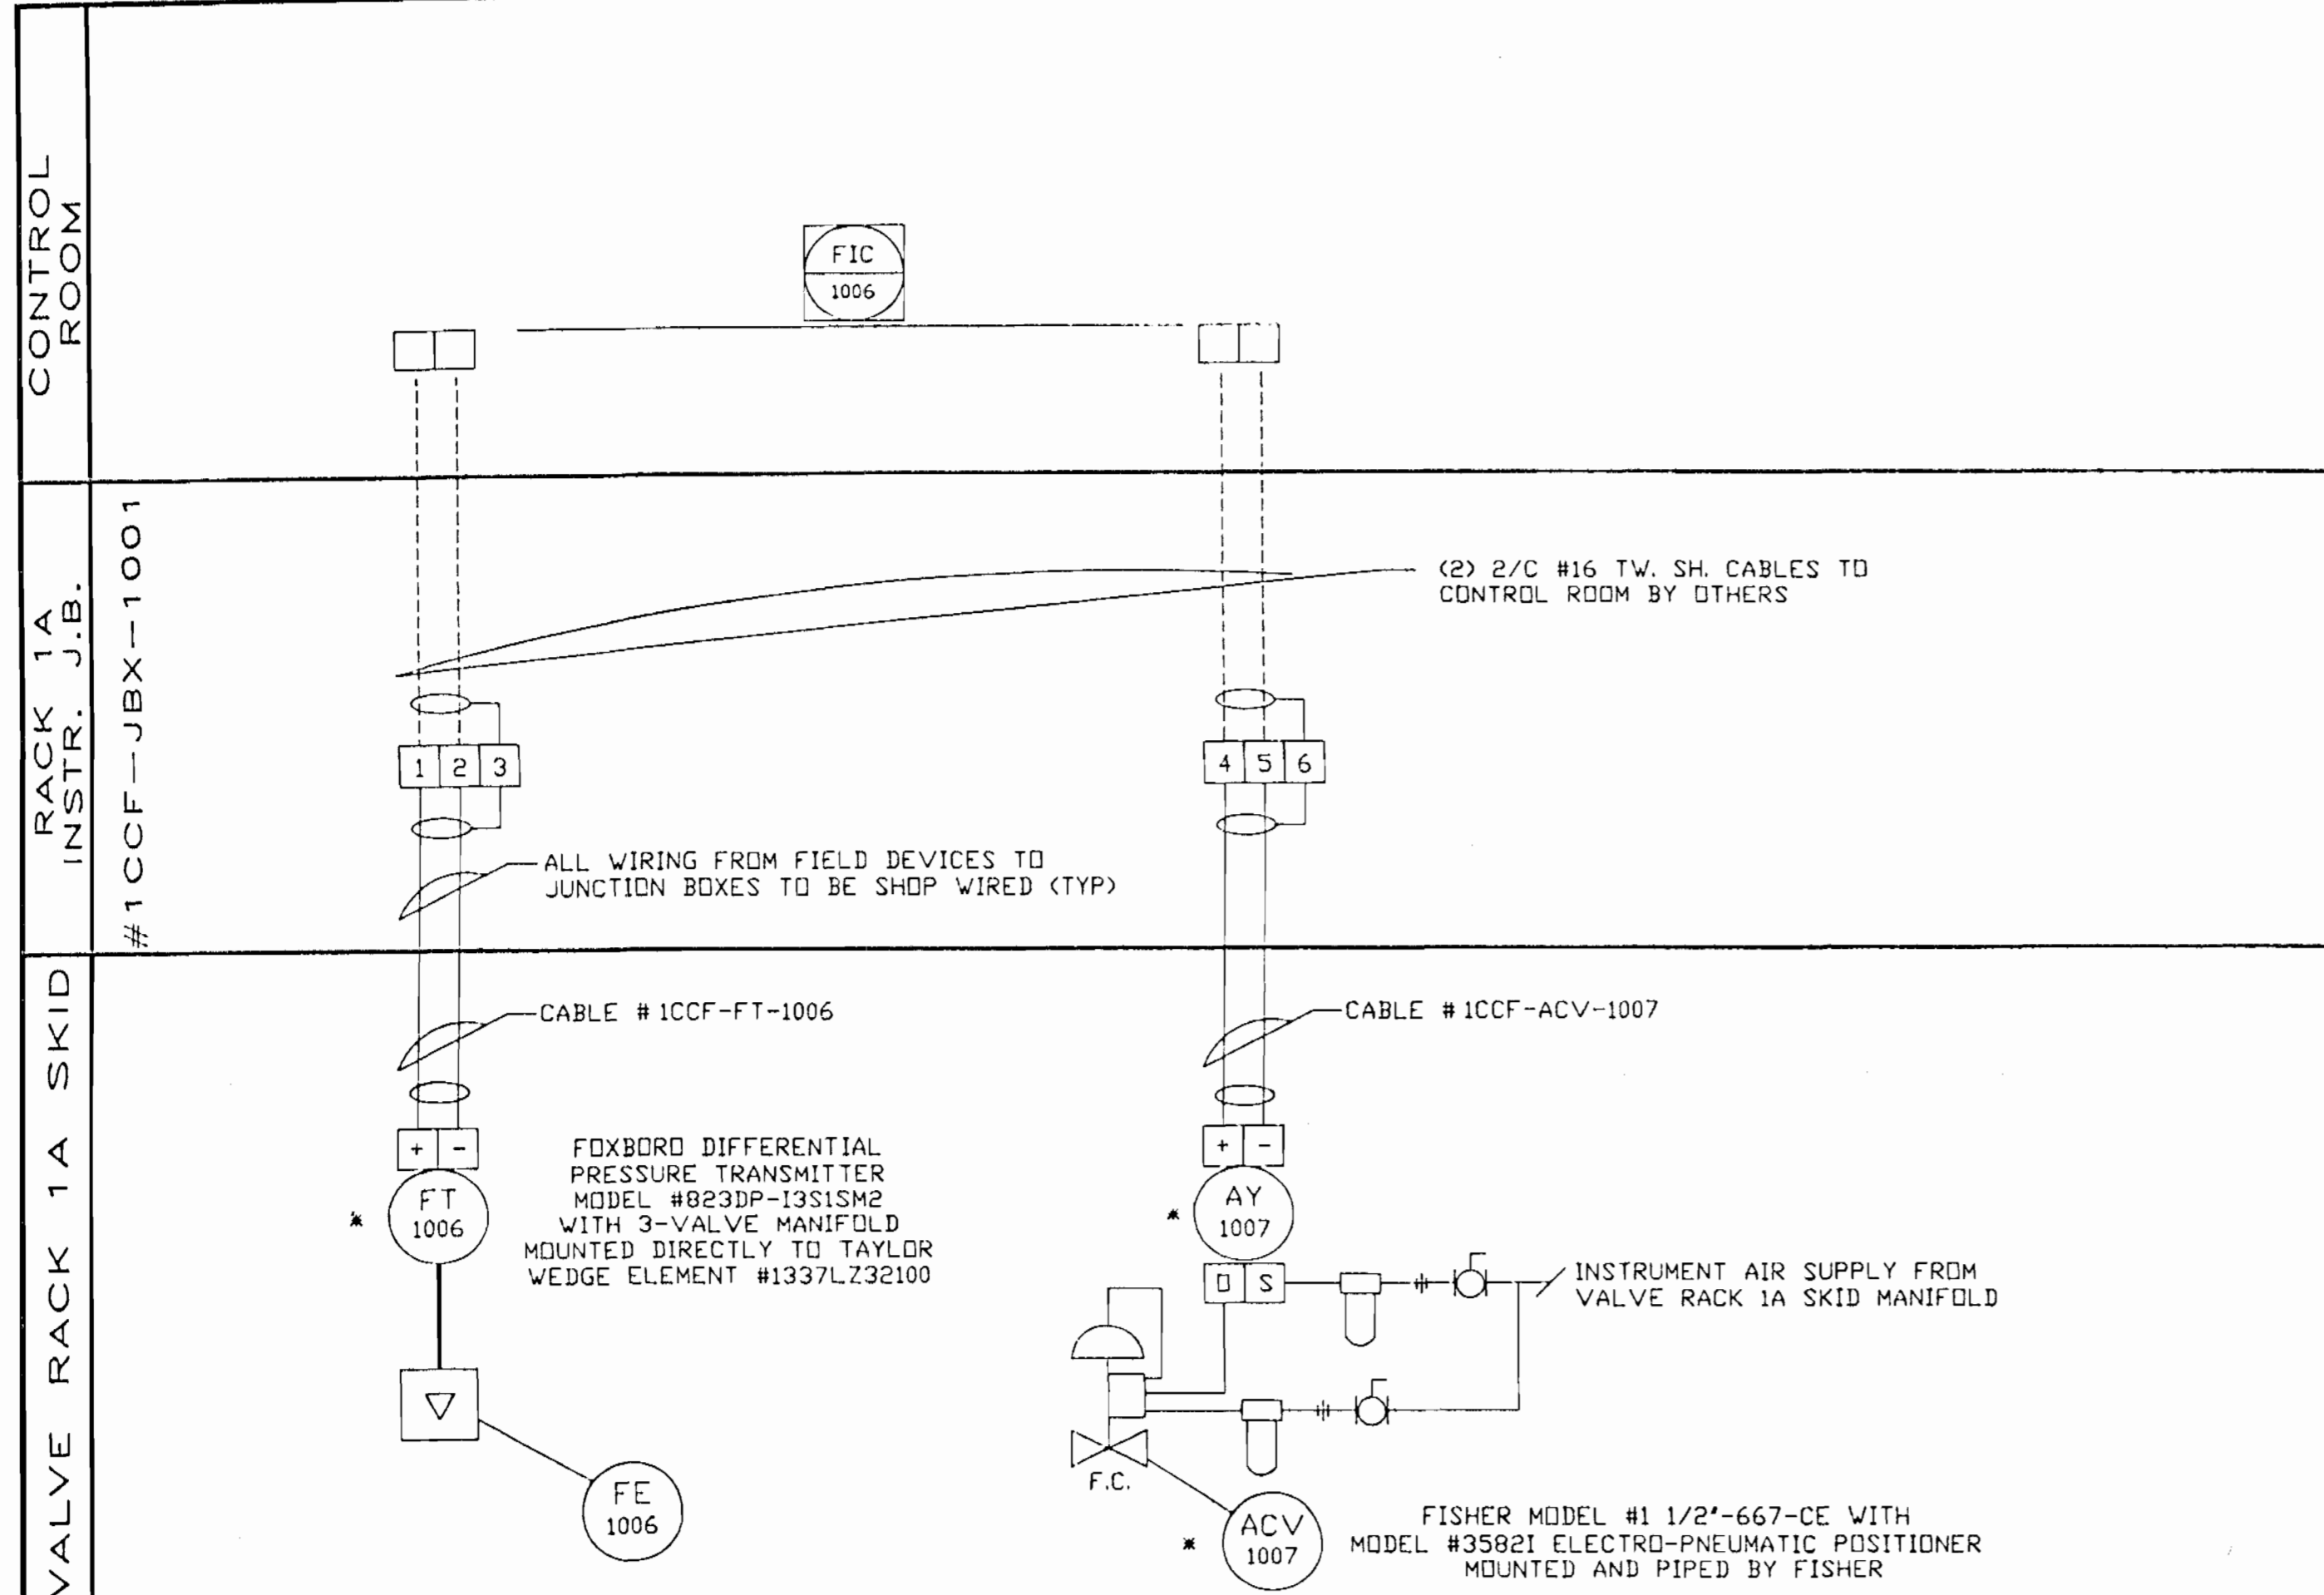 CONTROL
ROOM
FIC
1006
RACK 1A
INSTR. J.B.
#1CCF-JBX-1001
(2) 2/C #16 TW. SH. CABLES TO
CONTROL ROOM BY OTHERS
1 2 3
4 5 6
ALL WIRING FROM FIELD DEVICES TO
JUNCTION BOXES TO BE SHOP WIRED (TYP)
VALVE RACK 1A SKID
CABLE # 1CCF-FT-1006
CABLE # 1CCF-ACV-1007
+ -
+ -
* FT
1006
FOXBORO DIFFERENTIAL
PRESSURE TRANSMITTER
MODEL #823DP-I3S1SM2
WITH 3-VALVE MANIFOLD
MOUNTED DIRECTLY TO TAYLOR
WEDGE ELEMENT #1337LZ32100
* AY
1007
O S
INSTRUMENT AIR SUPPLY FROM
VALVE RACK 1A SKID MANIFOLD
FE
1006
F.C.
* ACV
1007
FISHER MODEL #1 1/2"-667-CE WITH
MODEL #3582I ELECTRO-PNEUMATIC POSITIONER
MOUNTED AND PIPED BY FISHER